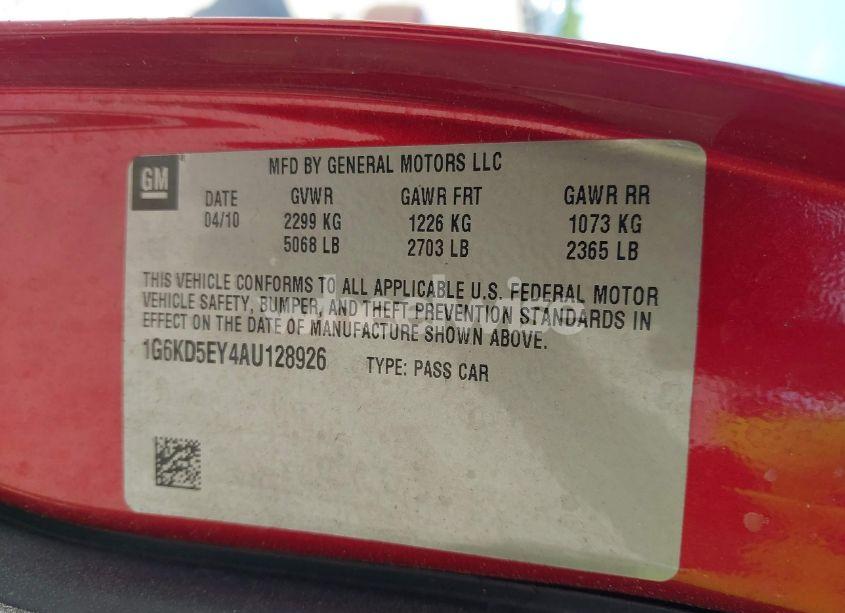 MFD BY GENERAL MOTORS LLC
GM
DATE GVWR GAWR FRT GAWR RR
04/10 2299 KG 1226 KG 1073 KG
5068 LB 2703 LB 2365 LB
THIS VEHICLE CONFORMS TO ALL APPLICABLE U.S. FEDERAL MOTOR
VEHICLE SAFETY, BUMPER, AND THEFT PREVENTION STANDARDS IN
EFFECT ON THE DATE OF MANUFACTURE SHOWN ABOVE.
1G6KD5EY4AU128926 TYPE: PASS CAR